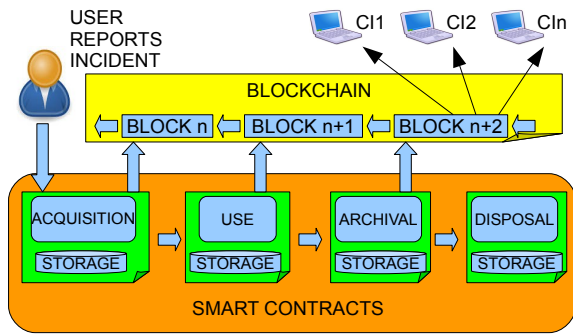 USER
REPORTS
INCIDENT
CI1
CI2
CIn
BLOCKCHAIN
BLOCK n
BLOCK n+1
BLOCK n+2
ACQUISITION
USE
ARCHIVAL
DISPOSAL
STORAGE
STORAGE
STORAGE
STORAGE
SMART CONTRACTS